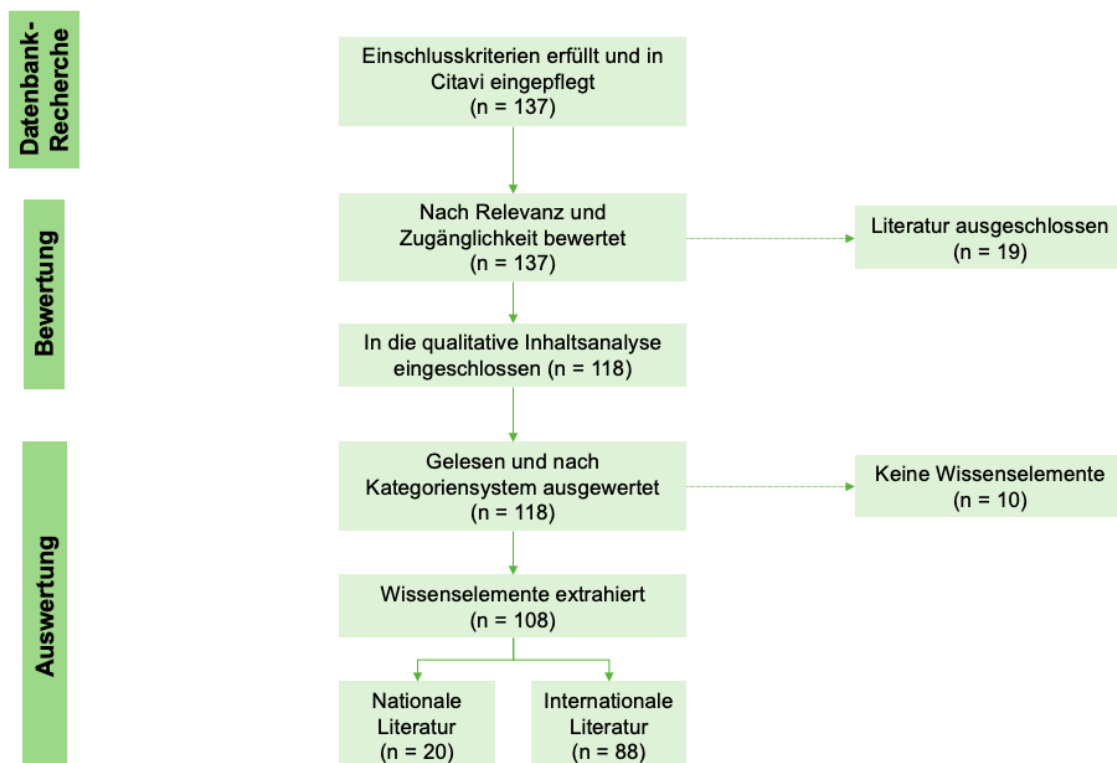 Datenbank-
Recherche
Einschlusskriterien erfüllt und in
Citavi eingepflegt
(n = 137)
Bewertung
Nach Relevanz und
Zugänglichkeit bewertet
(n = 137)
Literatur ausgeschlossen
(n = 19)
In die qualitative Inhaltsanalyse
eingeschlossen (n = 118)
Auswertung
Gelesen und nach
Kategoriensystem ausgewertet
(n = 118)
Keine Wissenselemente
(n = 10)
Wissenselemente extrahiert
(n = 108)
Nationale
Literatur
(n = 20)
Internationale
Literatur
(n = 88)